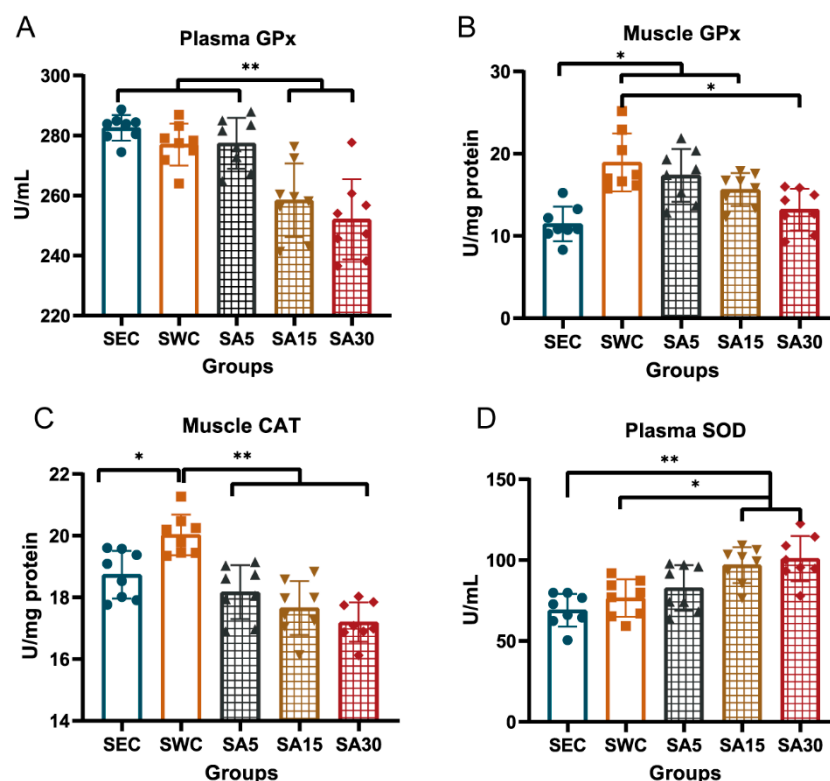 A
Plasma GPx
**
300
280
260
240
220
U/mL
SEC SWC SA5 SA15 SA30
Groups
B
Muscle GPx
*
*
30
20
10
0
U/mg protein
SEC SWC SA5 SA15 SA30
Groups
C
Muscle CAT
* **
22
20
18
16
14
U/mg protein
SEC SWC SA5 SA15 SA30
Groups
D
Plasma SOD
**
*
150
100
50
0
U/mL
SEC SWC SA5 SA15 SA30
Groups